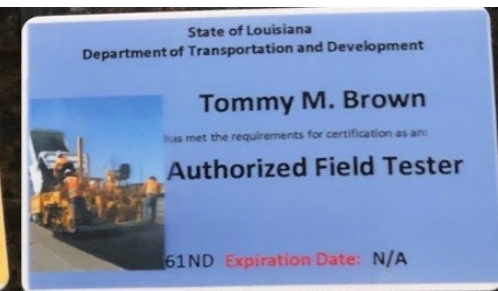 State of Louisiana
Department of Transportation and Development
Tommy M. Brown
has met the requirements for certification as an:
Authorized Field Tester
61ND Expiration Date: N/A